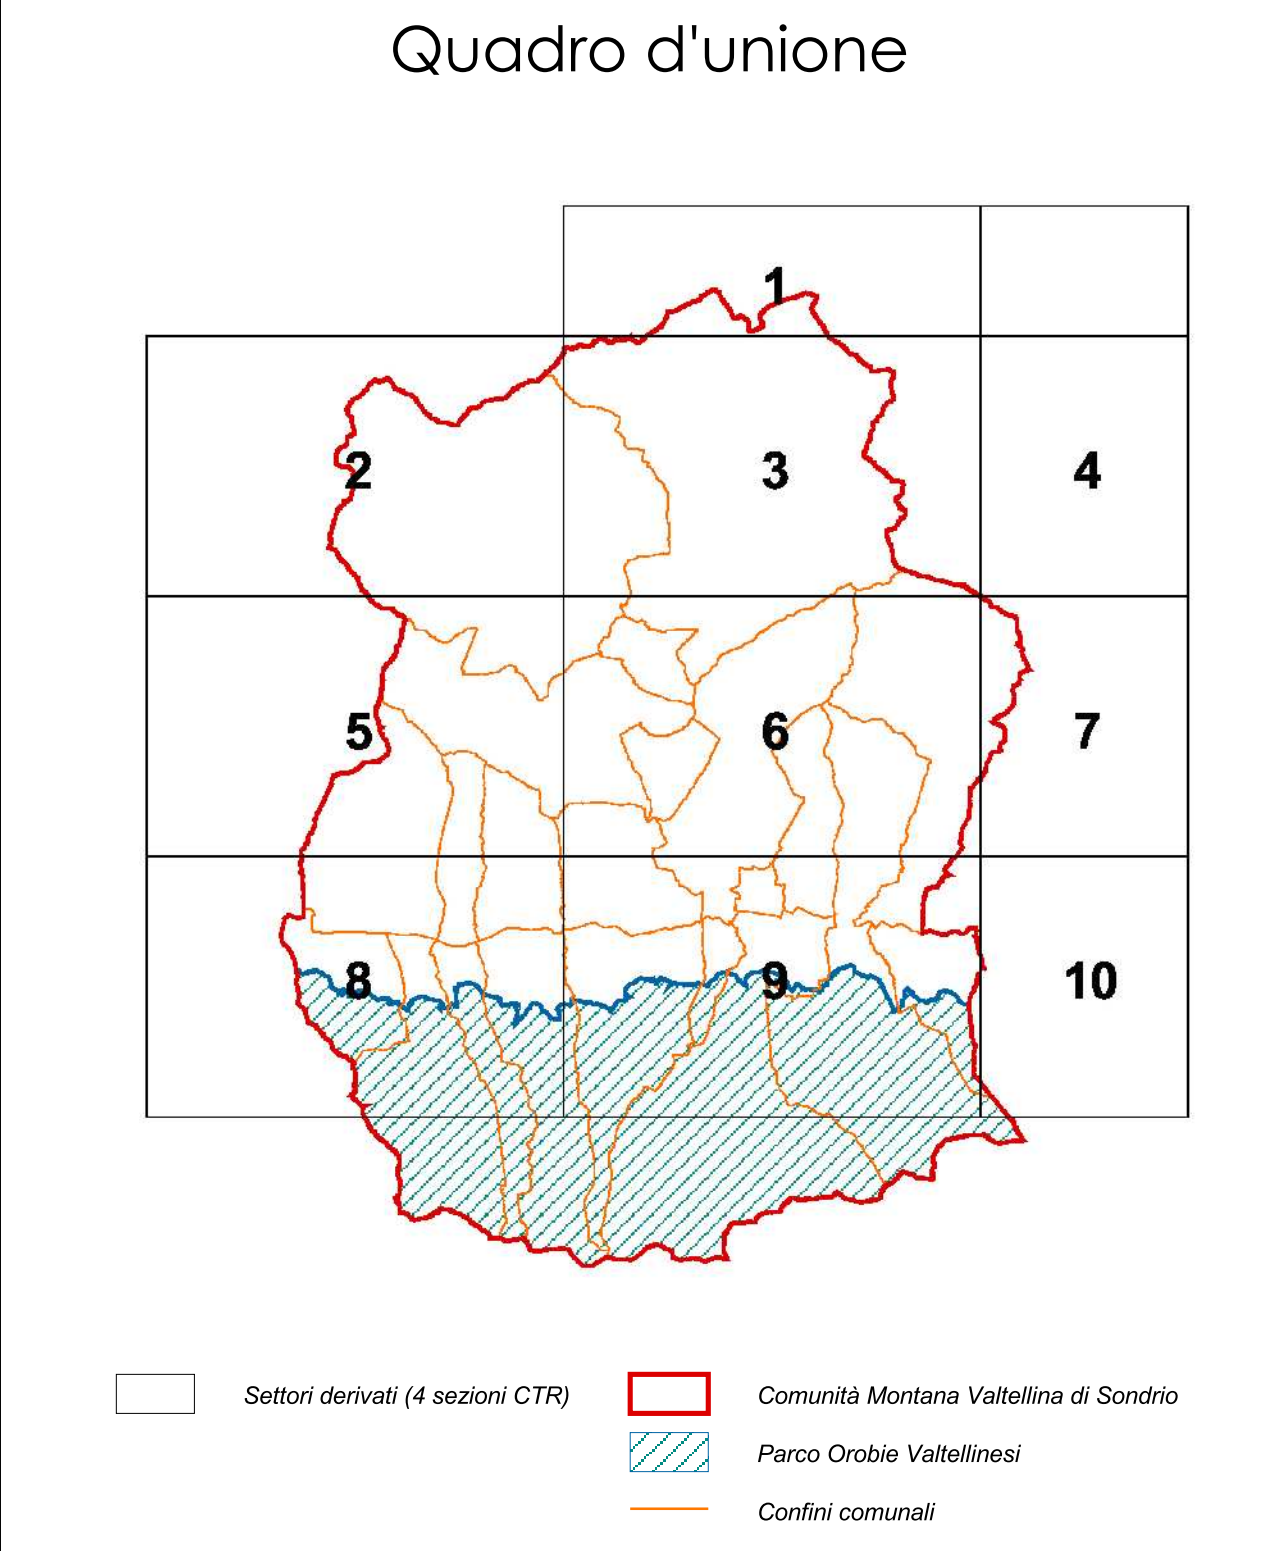 Quadro d'unione
1
2
3
4
5
6
7
8
9
10
Settori derivati (4 sezioni CTR)
Comunità Montana Valtellina di Sondrio
Parco Orobie Valtellinesi
Confini comunali